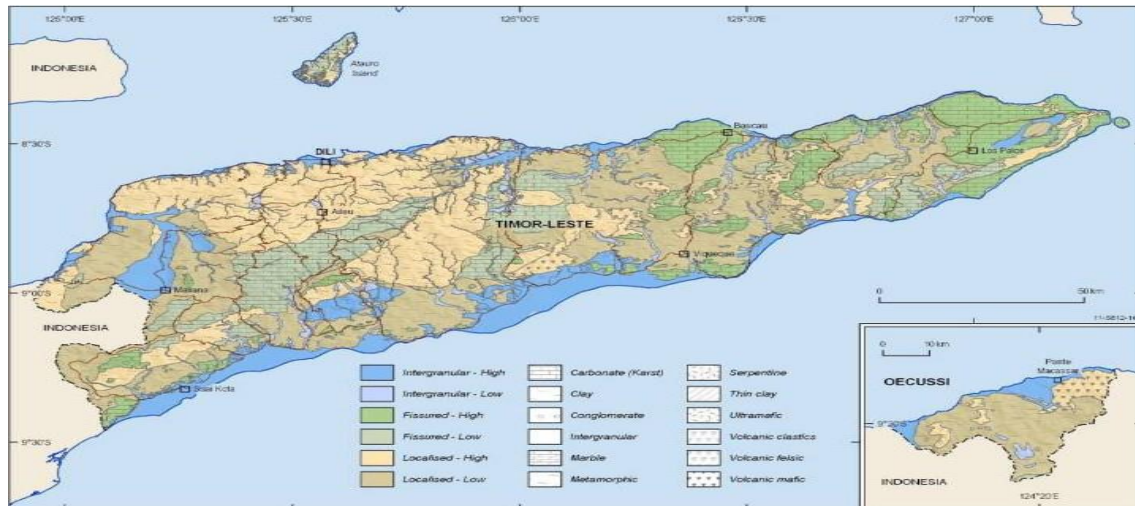 125°00'E
125°30'E
126°00'E
126°30'E
127°00'E
INDONESIA
Atauro
Island
8°30'S
DILI
Baucau
Los Palos
Aileu
TIMOR-LESTE
Viqueque
Maliana
9°00'S
INDONESIA
0
50 km
Suai Kota
9°30'S
Intergranular - High
Intergranular - Low
Fissured - High
Fissured - Low
Localised - High
Localised - Low
Carbonate (Karst)
Clay
Conglomerate
Intergranular
Marble
Metamorphic
Serpentine
Thin clay
Ultramafic
Volcanic clastics
Volcanic felsic
Volcanic mafic
0
10 km
Pante
Macassar
OECUSSI
9°20'S
INDONESIA
124°20'E